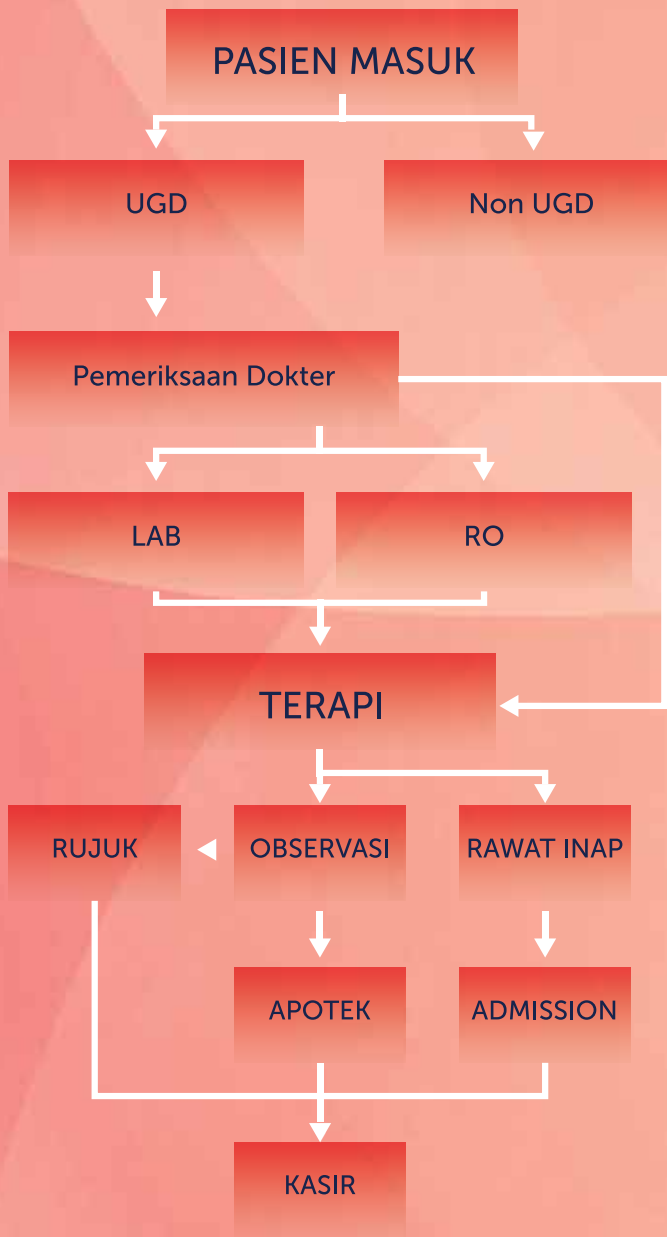 PASIEN MASUK
UGD
Non UGD
Pemeriksaan Dokter
LAB
RO
TERAPI
RUJUK
OBSERVASI
RAWAT INAP
APOTEK
ADMISSION
KASIR